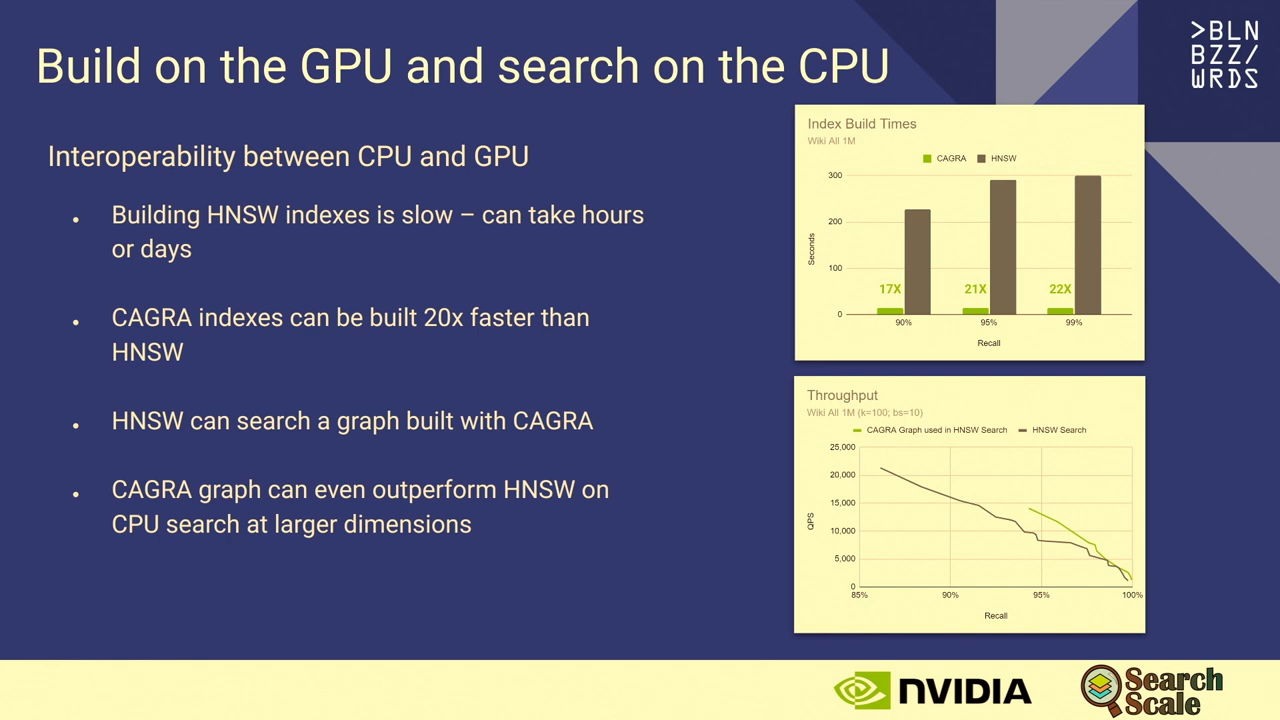 Build on the GPU and search on the CPU
>BLN
BZZ/
WRDS
Interoperability between CPU and GPU
• Building HNSW indexes is slow – can take hours
or days
• CAGRA indexes can be built 20x faster than
HNSW
• HNSW can search a graph built with CAGRA
• CAGRA graph can even outperform HNSW on
CPU search at larger dimensions
Index Build Times
Wiki All 1M
CAGRA HNSW
300
200
100
0
Seconds
17X 21X 22X
90% 95% 99%
Recall
Throughput
Wiki All 1M (k=100; bs=10)
CAGRA Graph used in HNSW Search HNSW Search
25,000
20,000
15,000
10,000
5,000
0
QPS
85% 90% 95% 100%
Recall
NVIDIA
Search
Scale